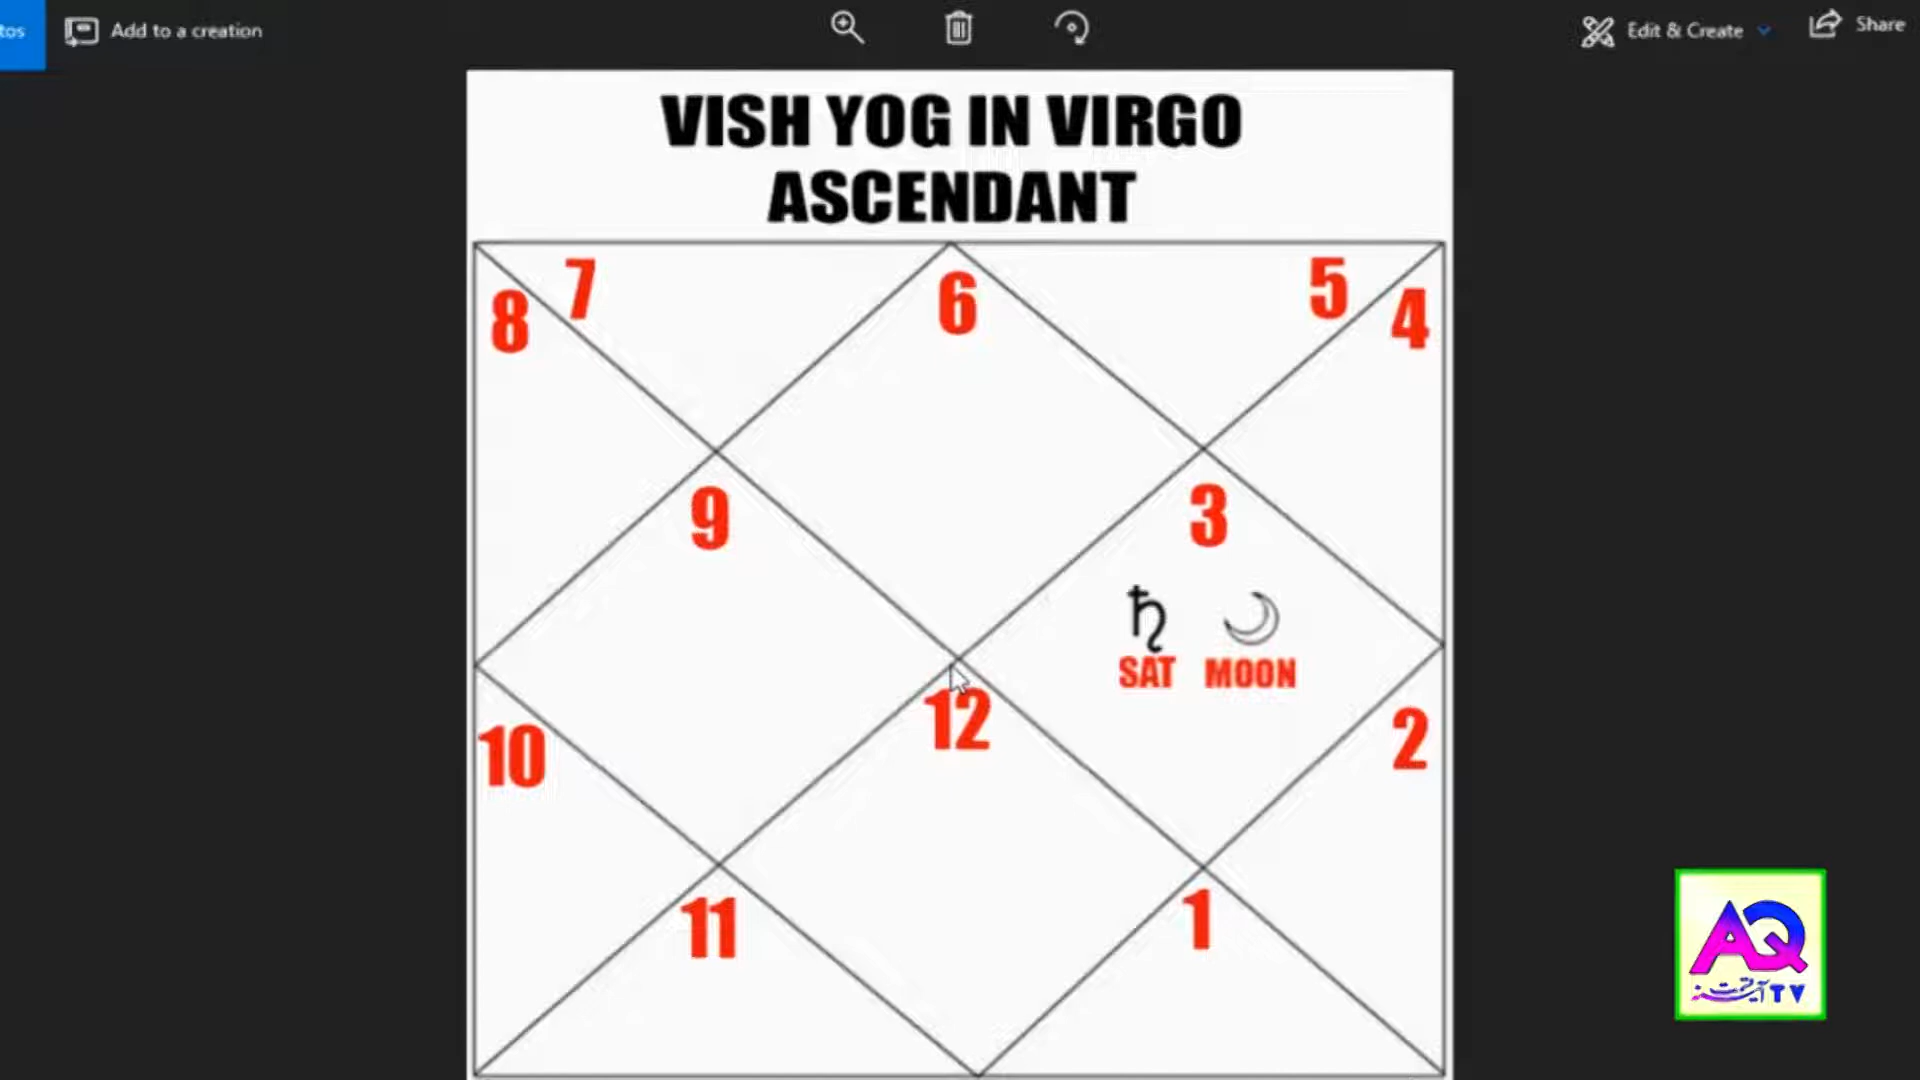 tos
Add to a creation
Edit & Create
Share
VISH YOG IN VIRGO
ASCENDANT
7
6
5
8
4
9
3
SAT MOON
12
10
2
11
1
AQ
TV